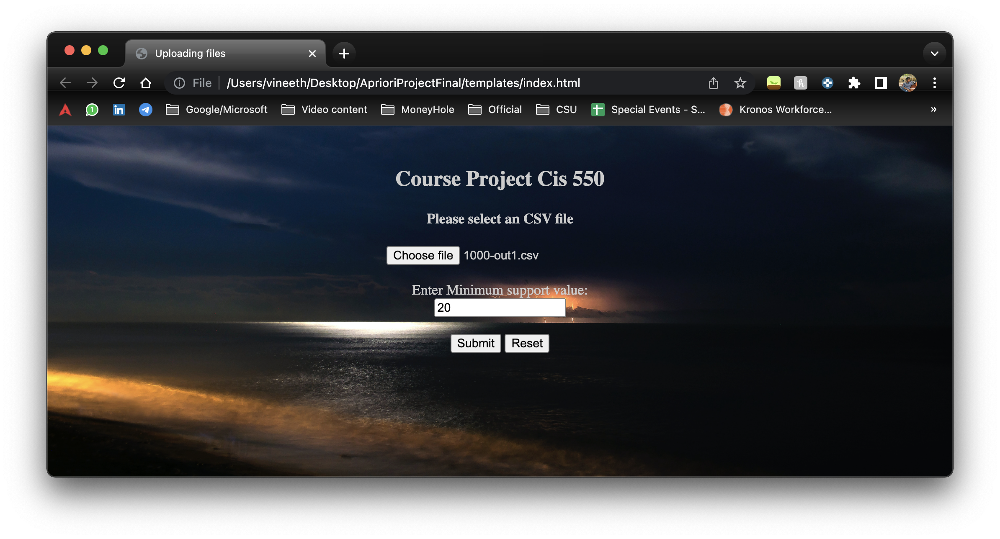 Uploading files
File /Users/vineeth/Desktop/AprioriProjectFinal/templates/index.html
1 in Google/Microsoft Video content MoneyHole Official CSU Special Events - S... Kronos Workforce... »
Course Project Cis 550
Please select an CSV file
Choose file 1000-out1.csv
Enter Minimum support value:
20
Submit Reset